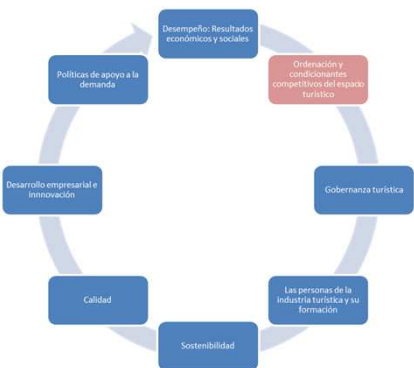 Desempeño: Resultados
económicos y sociales
Ordenación y
condicionantes
competitivos del espacio
turístico
Gobernanza turística
Las personas de la
industria turística y su
formación
Sostenibilidad
Calidad
Desarrollo empresarial e
innnovación
Políticas de apoyo a la
demanda